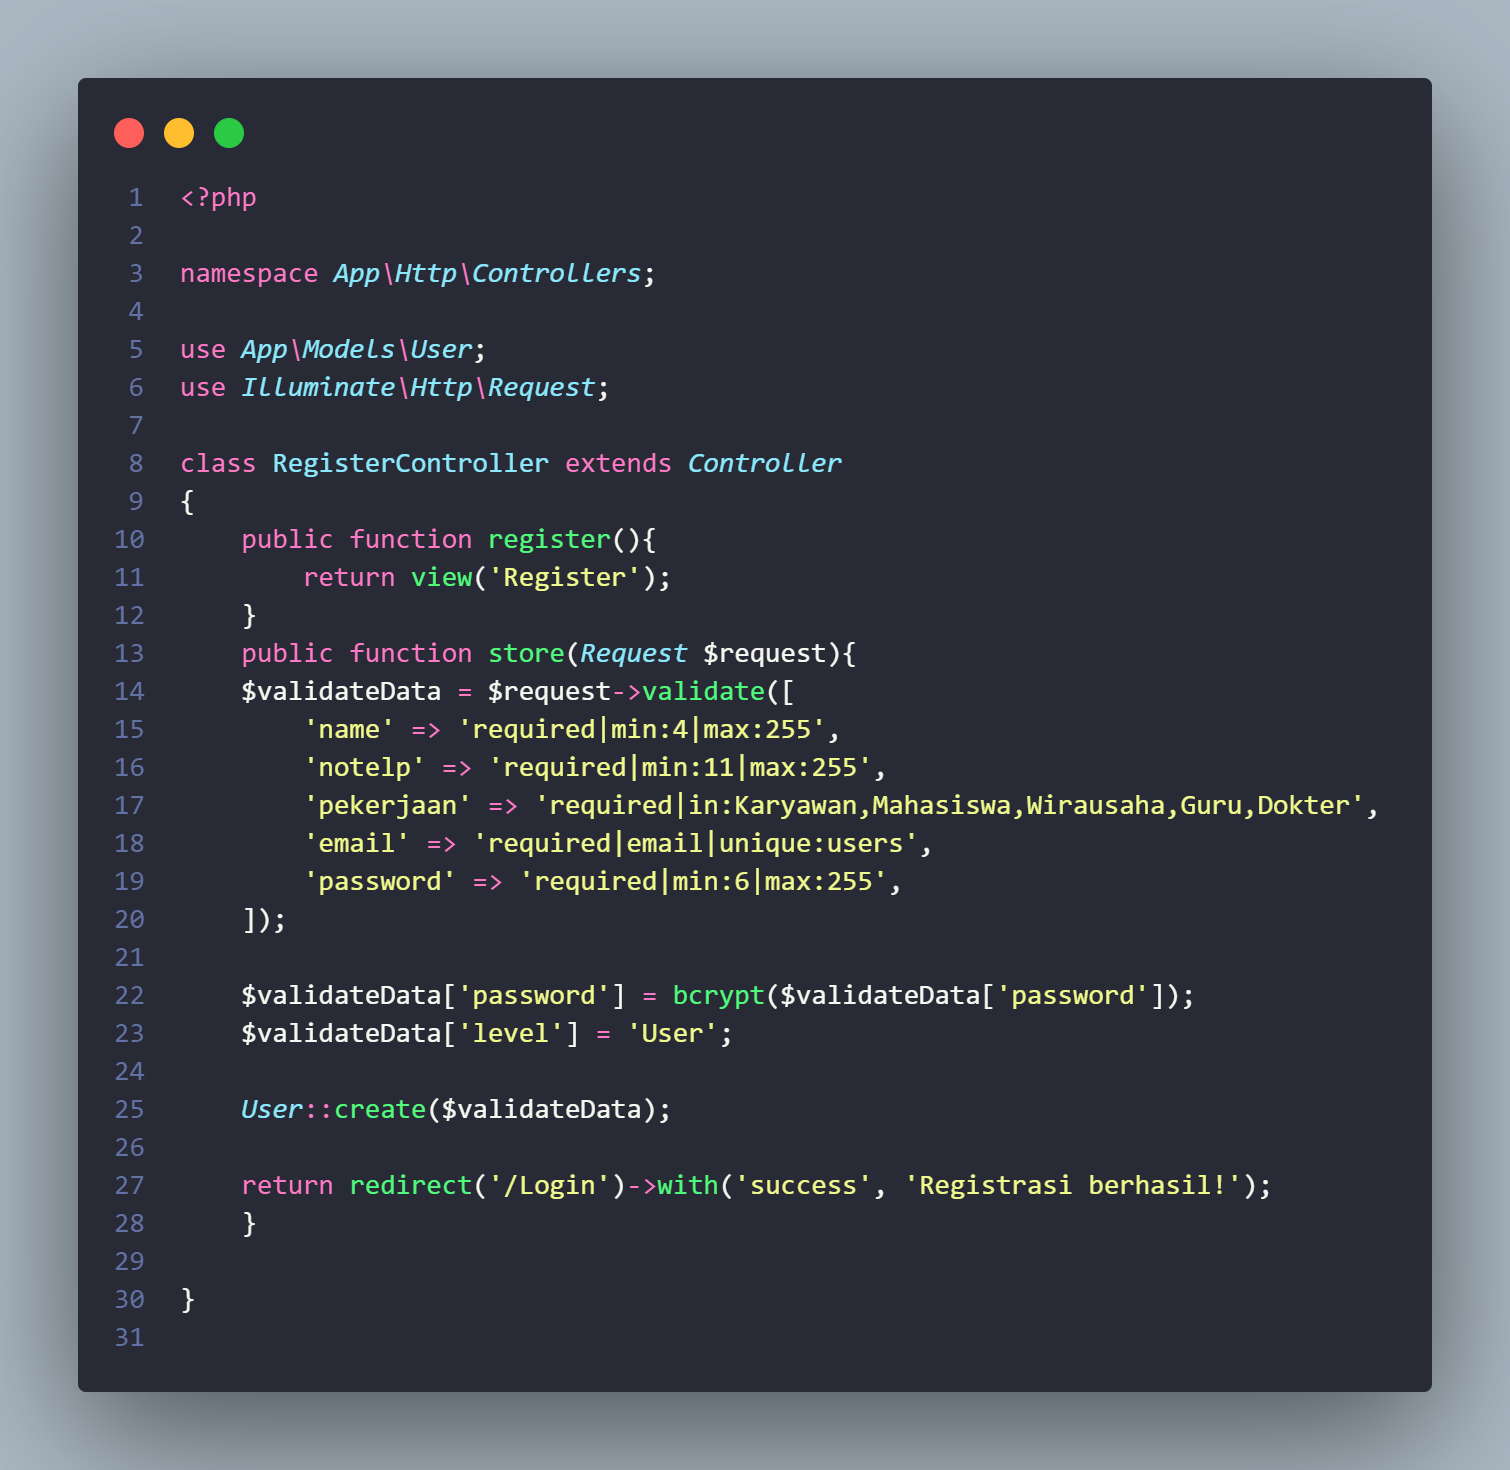 1 <?php
2
3 namespace App\Http\Controllers;
4
5 use App\Models\User;
6 use Illuminate\Http\Request;
7
8 class RegisterController extends Controller
9 {
10     public function register(){
11         return view('Register');
12     }
13     public function store(Request $request){
14     $validateData = $request->validate([
15         'name' => 'required|min:4|max:255',
16         'notelp' => 'required|min:11|max:255',
17         'pekerjaan' => 'required|in:Karyawan,Mahasiswa,Wirausaha,Guru,Dokter',
18         'email' => 'required|email|unique:users',
19         'password' => 'required|min:6|max:255',
20     ]);
21
22     $validateData['password'] = bcrypt($validateData['password']);
23     $validateData['level'] = 'User';
24
25     User::create($validateData);
26
27     return redirect('/Login')->with('success', 'Registrasi berhasil!');
28     }
29
30 }
31